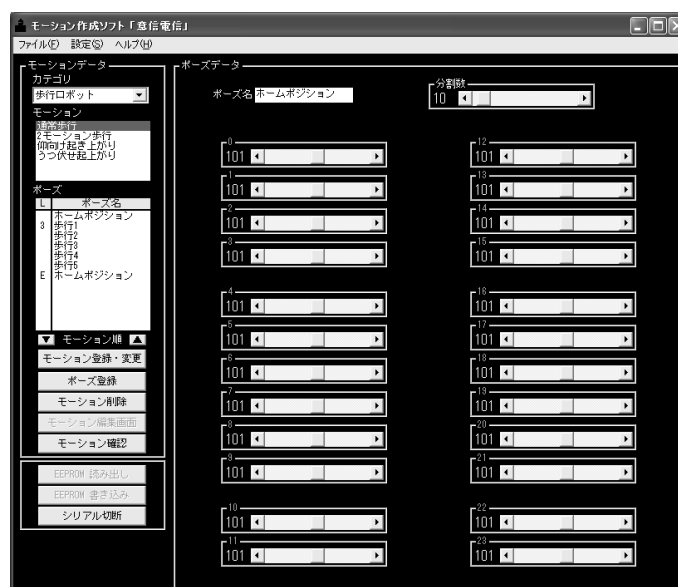 モーション作成ソフト「意信電信」
ファイル(F) 設定(S) ヘルプ(H)
モーションデータ
カテゴリ
歩行ロボット
モーション
通常歩行
2モーション歩行
仰向け起き上がり
うつ伏せ起上がり
ポーズ
L ポーズ名
ホームポジション
3 歩行1
歩行2
歩行3
歩行4
歩行5
E ホームポジション
▼ モーション順 ▲
モーション登録・変更
ポーズ登録
モーション削除
モーション編集画面
モーション確認
EEPROM 読み出し
EEPROM 書き込み
シリアル切断
ポーズデータ
ポーズ名 ホームポジション
分割数
10
0
101
1
101
2
101
3
101
4
101
5
101
6
101
7
101
8
101
9
101
10
101
11
101
12
101
13
101
14
101
15
101
16
101
17
101
18
101
19
101
20
101
21
101
22
101
23
101